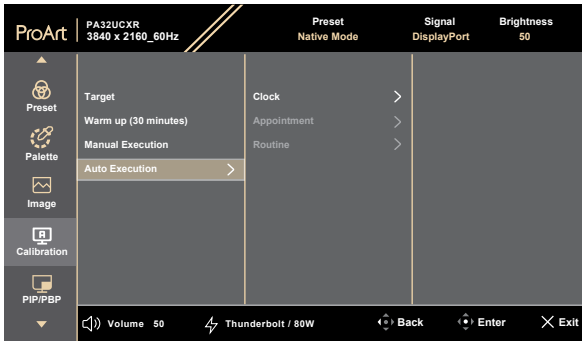 ProArt
PA32UCXR
3840 x 2160_60Hz
Preset
Native Mode
Signal
DisplayPort
Brightness
50
Preset
Palette
Image
Calibration
PIP/PBP
Target
Warm up (30 minutes)
Manual Execution
Auto Execution
Clock
Appointment
Routine
Volume 50
Thunderbolt / 80W
Back
Enter
Exit